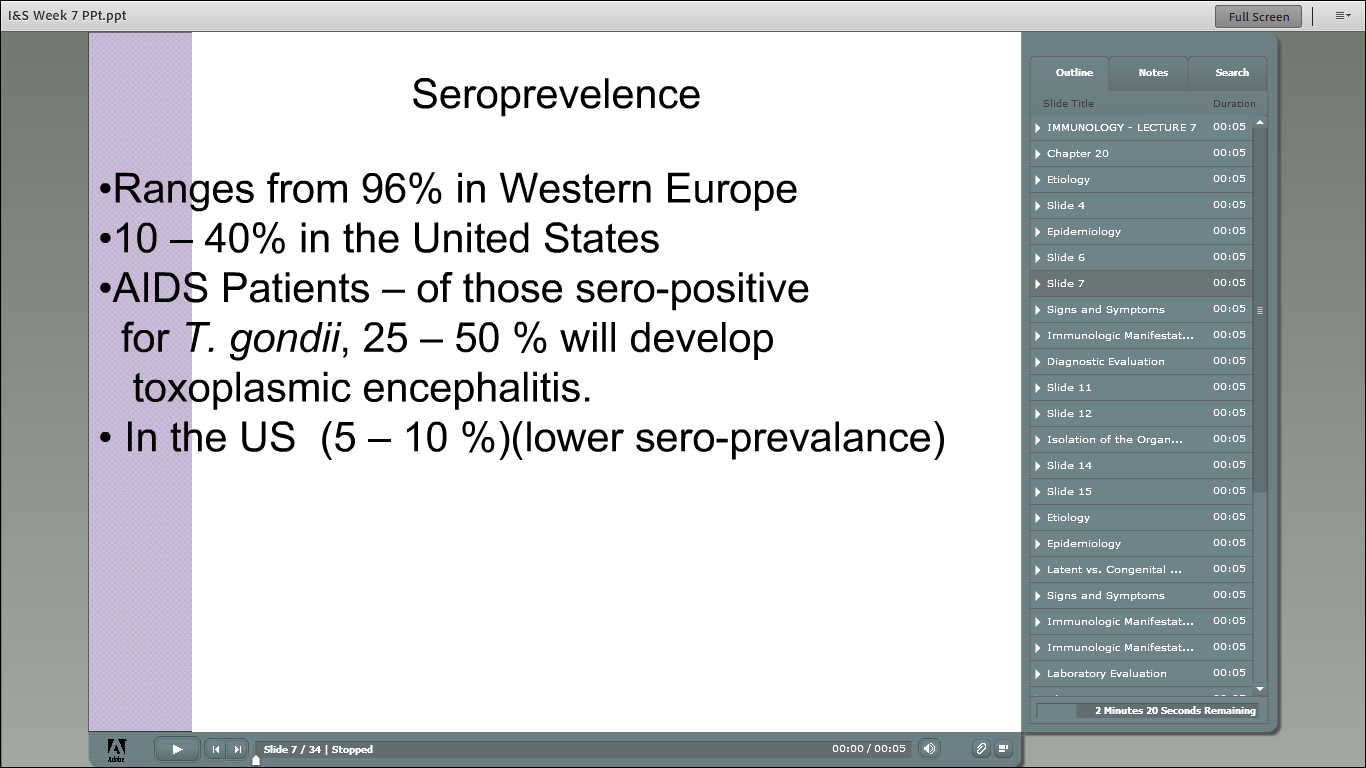 I&S Week 7 PPt.ppt
Full Screen
Seroprevelence
•Ranges from 96% in Western Europe
•10 – 40% in the United States
•AIDS Patients – of those sero-positive
for T. gondii, 25 – 50 % will develop
toxoplasmic encephalitis.
• In the US (5 – 10 %)(lower sero-prevalance)
Outline Notes Search
Slide Title Duration
IMMUNOLOGY - LECTURE 7 00:05
Chapter 20 00:05
Etiology 00:05
Slide 4 00:05
Epidemiology 00:05
Slide 6 00:05
Slide 7 00:05
Signs and Symptoms 00:05
Immunologic Manifestat... 00:05
Diagnostic Evaluation 00:05
Slide 11 00:05
Slide 12 00:05
Isolation of the Organ... 00:05
Slide 14 00:05
Slide 15 00:05
Etiology 00:05
Epidemiology 00:05
Latent vs. Congenital ... 00:05
Signs and Symptoms 00:05
Immunologic Manifestat... 00:05
Immunologic Manifestat... 00:05
Laboratory Evaluation 00:05
2 Minutes 20 Seconds Remaining
Adobe
Slide 7 / 34 | Stopped 00:00 / 00:05